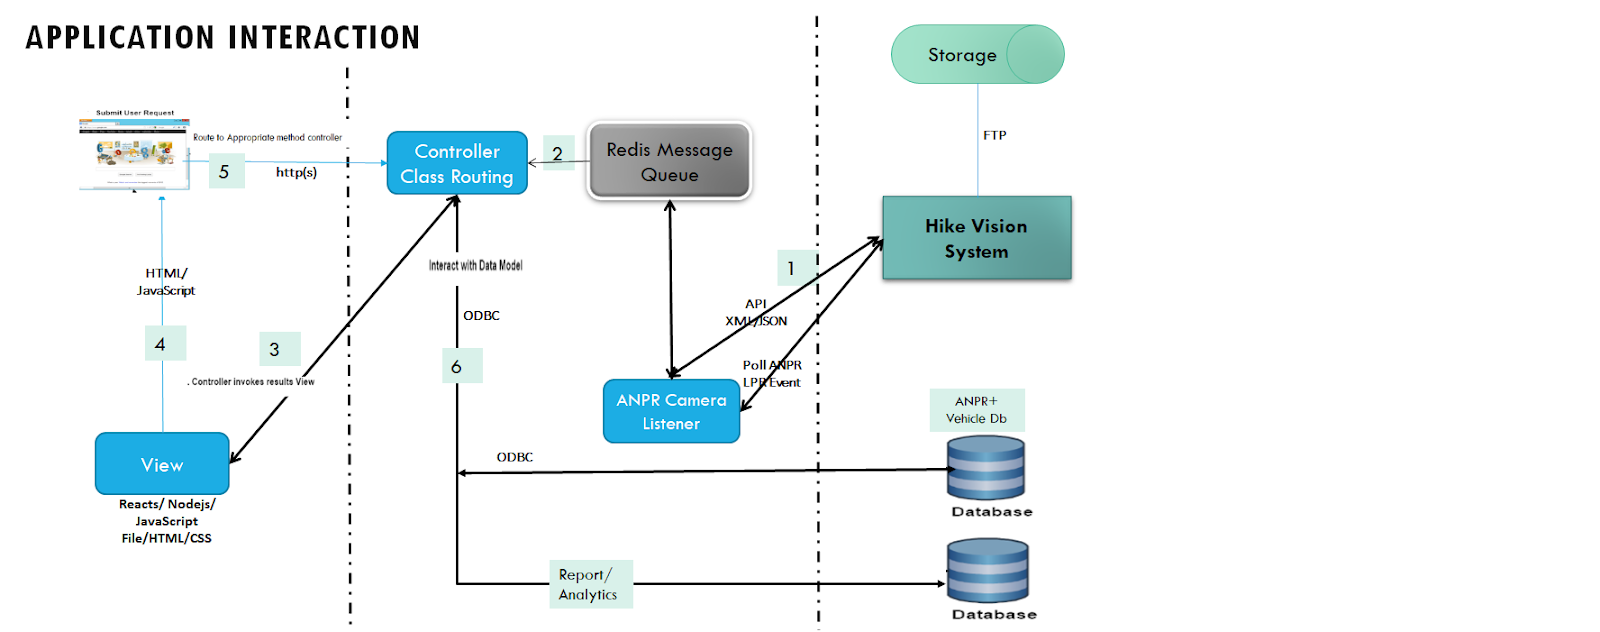 APPLICATION INTERACTION
Storage
FTP
Submit User Request
Route to Appropriate method controller
5
http(s)
Controller
Class Routing
2
Redis Message
Queue
Hike Vision
System
1
Interact with Data Model
HTML/
JavaScript
API
XML/JSON
ODBC
4
3
. Controller invokes results View
6
Poll ANPR
LPR Event
ANPR Camera
Listener
ANPR+
Vehicle Db
View
ODBC
Reacts/ Nodejs/
JavaScript
File/HTML/CSS
Database
Report/
Analytics
Database